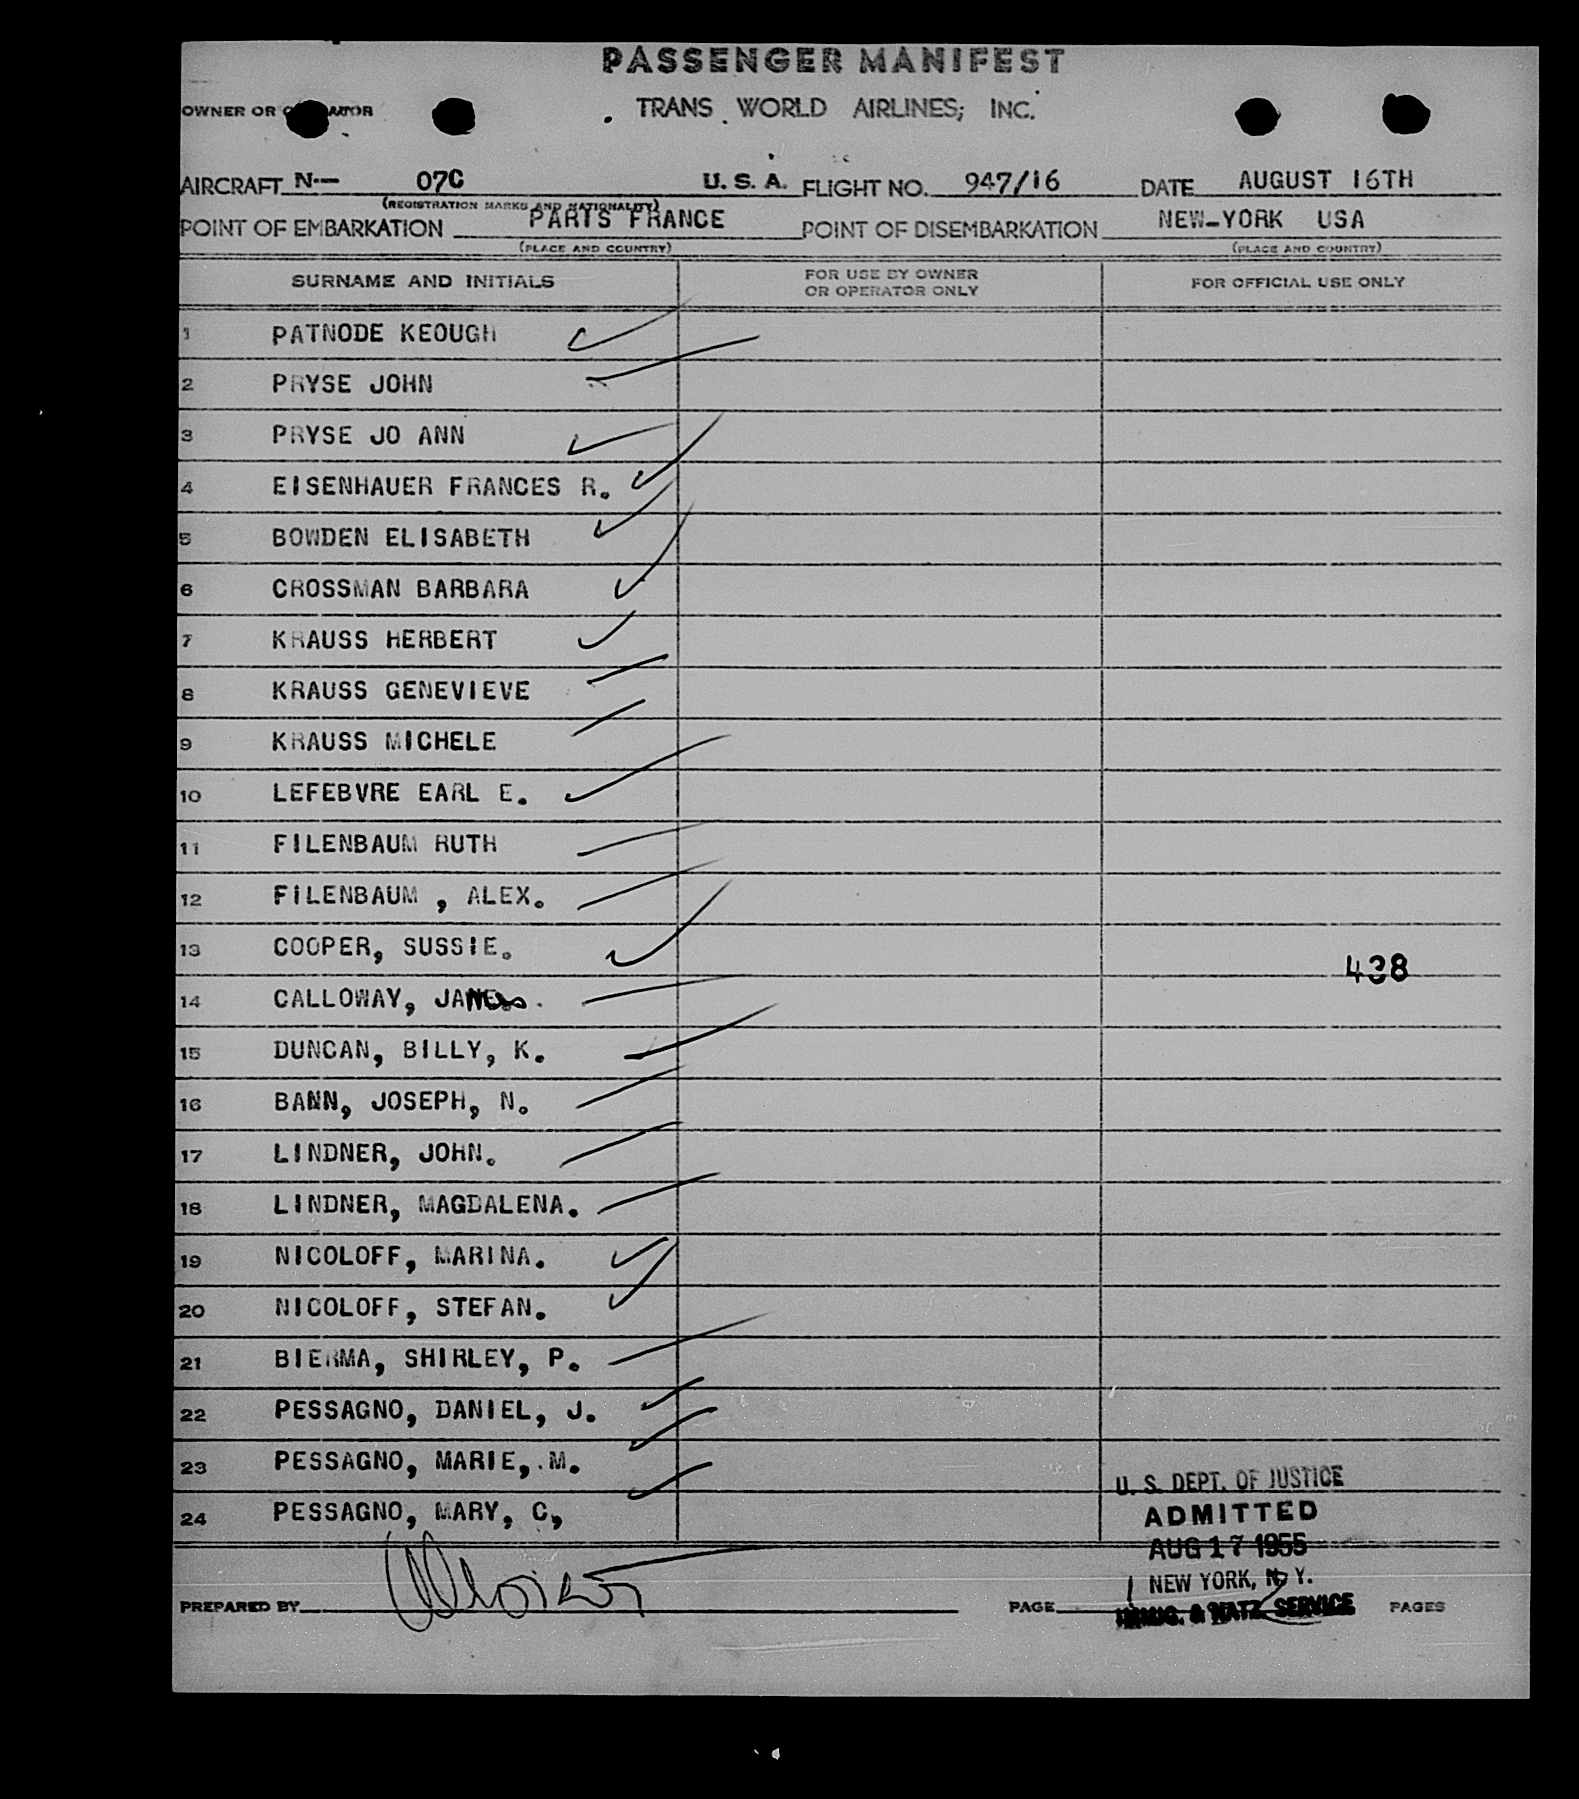 PASSENGER MANIFEST
OWNER OR OPERATOR
TRANS WORLD AIRLINES; INC.
AIRCRAFT N-- 07C U. S. A. FLIGHT NO. 947/16 DATE AUGUST 16TH
(REGISTRATION MARKS AND NATIONALITY)
POINT OF EMBARKATION PARIS FRANCE POINT OF DISEMBARKATION NEW-YORK USA
(PLACE AND COUNTRY) (PLACE AND COUNTRY)
SURNAME AND INITIALS FOR USE BY OWNER OR OPERATOR ONLY FOR OFFICIAL USE ONLY
1 PATNODE KEOUGH
2 PRYSE JOHN
3 PRYSE JO ANN
4 EISENHAUER FRANCES R.
5 BOWDEN ELISABETH
6 CROSSMAN BARBARA
7 KRAUSS HERBERT
8 KRAUSS GENEVIEVE
9 KRAUSS MICHELE
10 LEFEBVRE EARL E.
11 FILENBAUM RUTH
12 FILENBAUM , ALEX.
13 COOPER, SUSSIE.
438
14 CALLOWAY,
15 DUNCAN, BILLY, K.
16 BANN, JOSEPH, N.
17 LINDNER, JOHN.
18 LINDNER, MAGDALENA.
19 NICOLOFF, MARINA.
20 NICOLOFF, STEFAN.
21 BIERMA, SHIRLEY, P.
22 PESSAGNO, DANIEL, J.
23 PESSAGNO, MARIE, M.
24 PESSAGNO, MARY, C,
U. S. DEPT. OF JUSTICE
ADMITTED
AUG 17 1955
NEW YORK, N. Y.
IMMIG. & NATZ. SERVICE
PREPARED BY PAGE 1 2 PAGES